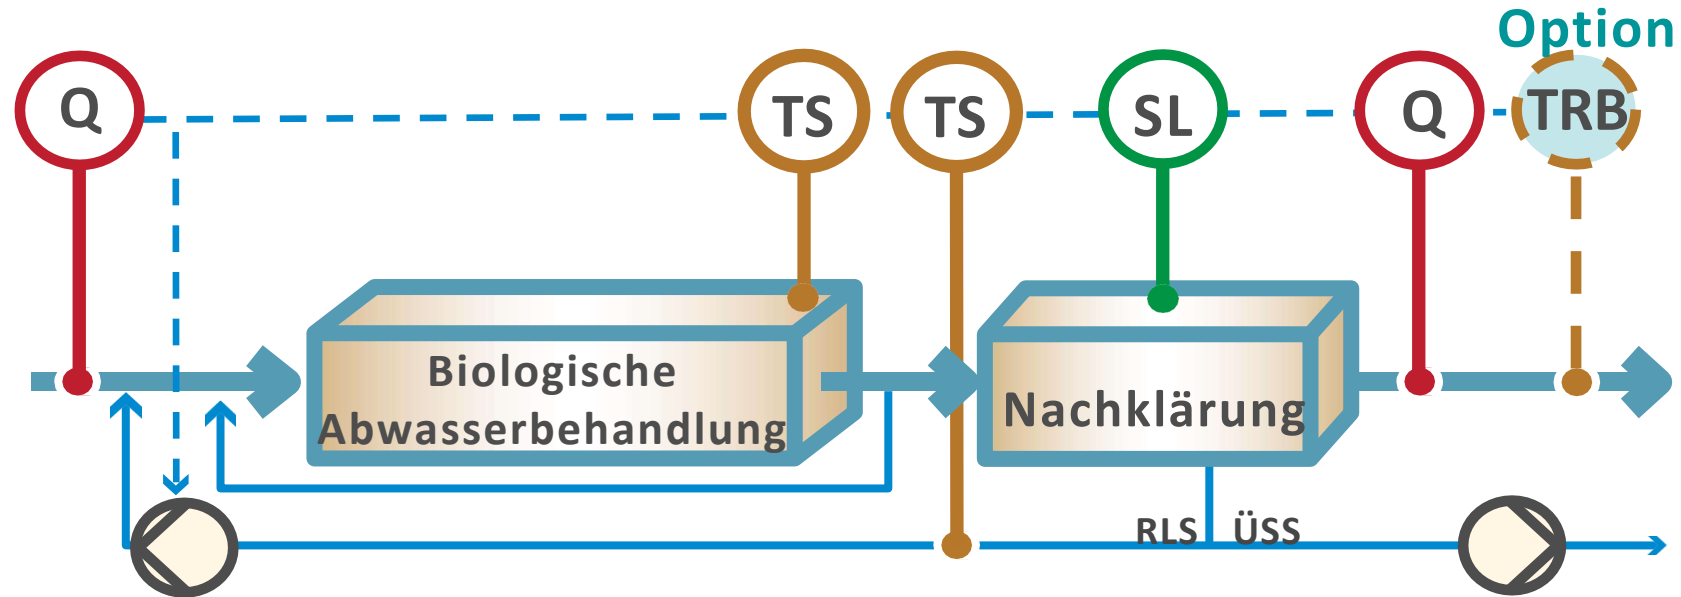 Option
Q
TS
TS
SL
Q
TRB
Biologische
Abwasserbehandlung
Nachklärung
RLS
ÜSS